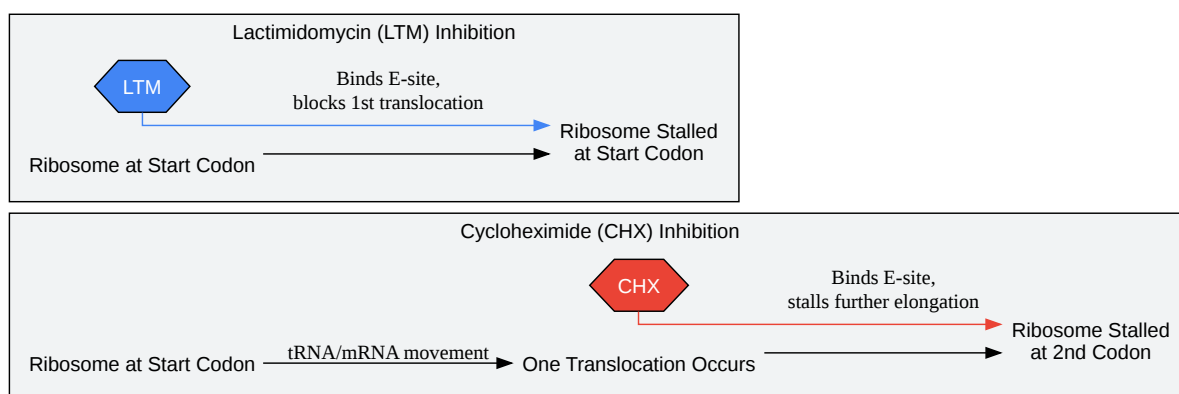 Lactimidomycin (LTM) Inhibition
LTM
Binds E-site,
blocks 1st translocation
Ribosome at Start Codon
Ribosome Stalled
at Start Codon
Cycloheximide (CHX) Inhibition
CHX
Binds E-site,
stalls further elongation
Ribosome at Start Codon
tRNA/mRNA movement
One Translocation Occurs
Ribosome Stalled
at 2nd Codon